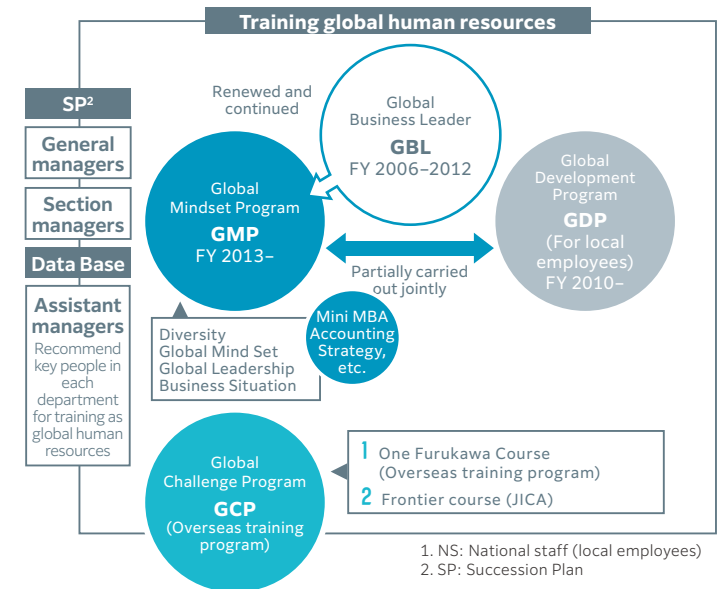 Training global human resources
SP2
General
managers
Section
managers
Data Base
Assistant
managers
Recommend
key people in
each
department
for training as
global human
resources
Renewed and
continued
Global
Business Leader
GBL
FY 2006–2012
Global
Mindset Program
GMP
FY 2013–
Global
Development
Program
GDP
(For local
employees)
FY 2010–
Partially carried
out jointly
Diversity
Global Mind Set
Global Leadership
Business Situation
Mini MBA
Accounting
Strategy,
etc.
Global
Challenge Program
GCP
(Overseas training
program)
1 One Furukawa Course
(Overseas training program)
2 Frontier course (JICA)
1. NS: National staff (local employees)
2. SP: Succession Plan